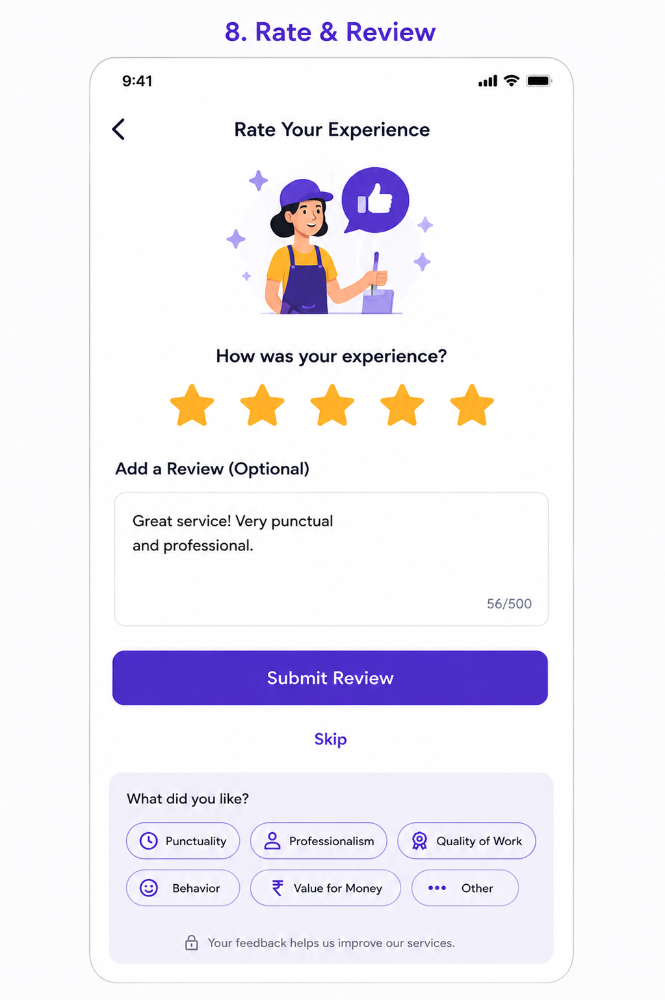 8. Rate & Review
9:41
Rate Your Experience
How was your experience?
Add a Review (Optional)
Great service! Very punctual
and professional.
56/500
Submit Review
Skip
What did you like?
Punctuality
Professionalism
Quality of Work
Behavior
₹ Value for Money
Other
Your feedback helps us improve our services.